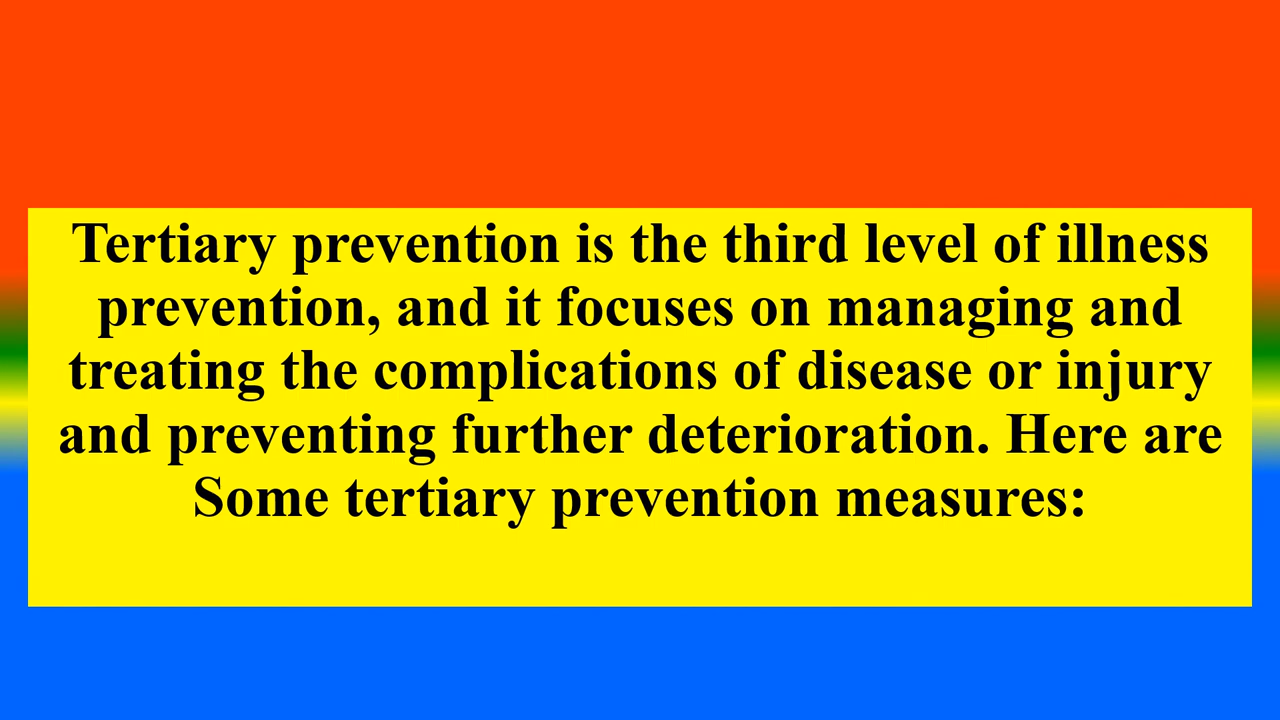 Tertiary prevention is the third level of illness
prevention, and it focuses on managing and
treating the complications of disease or injury
and preventing further deterioration. Here are
Some tertiary prevention measures: